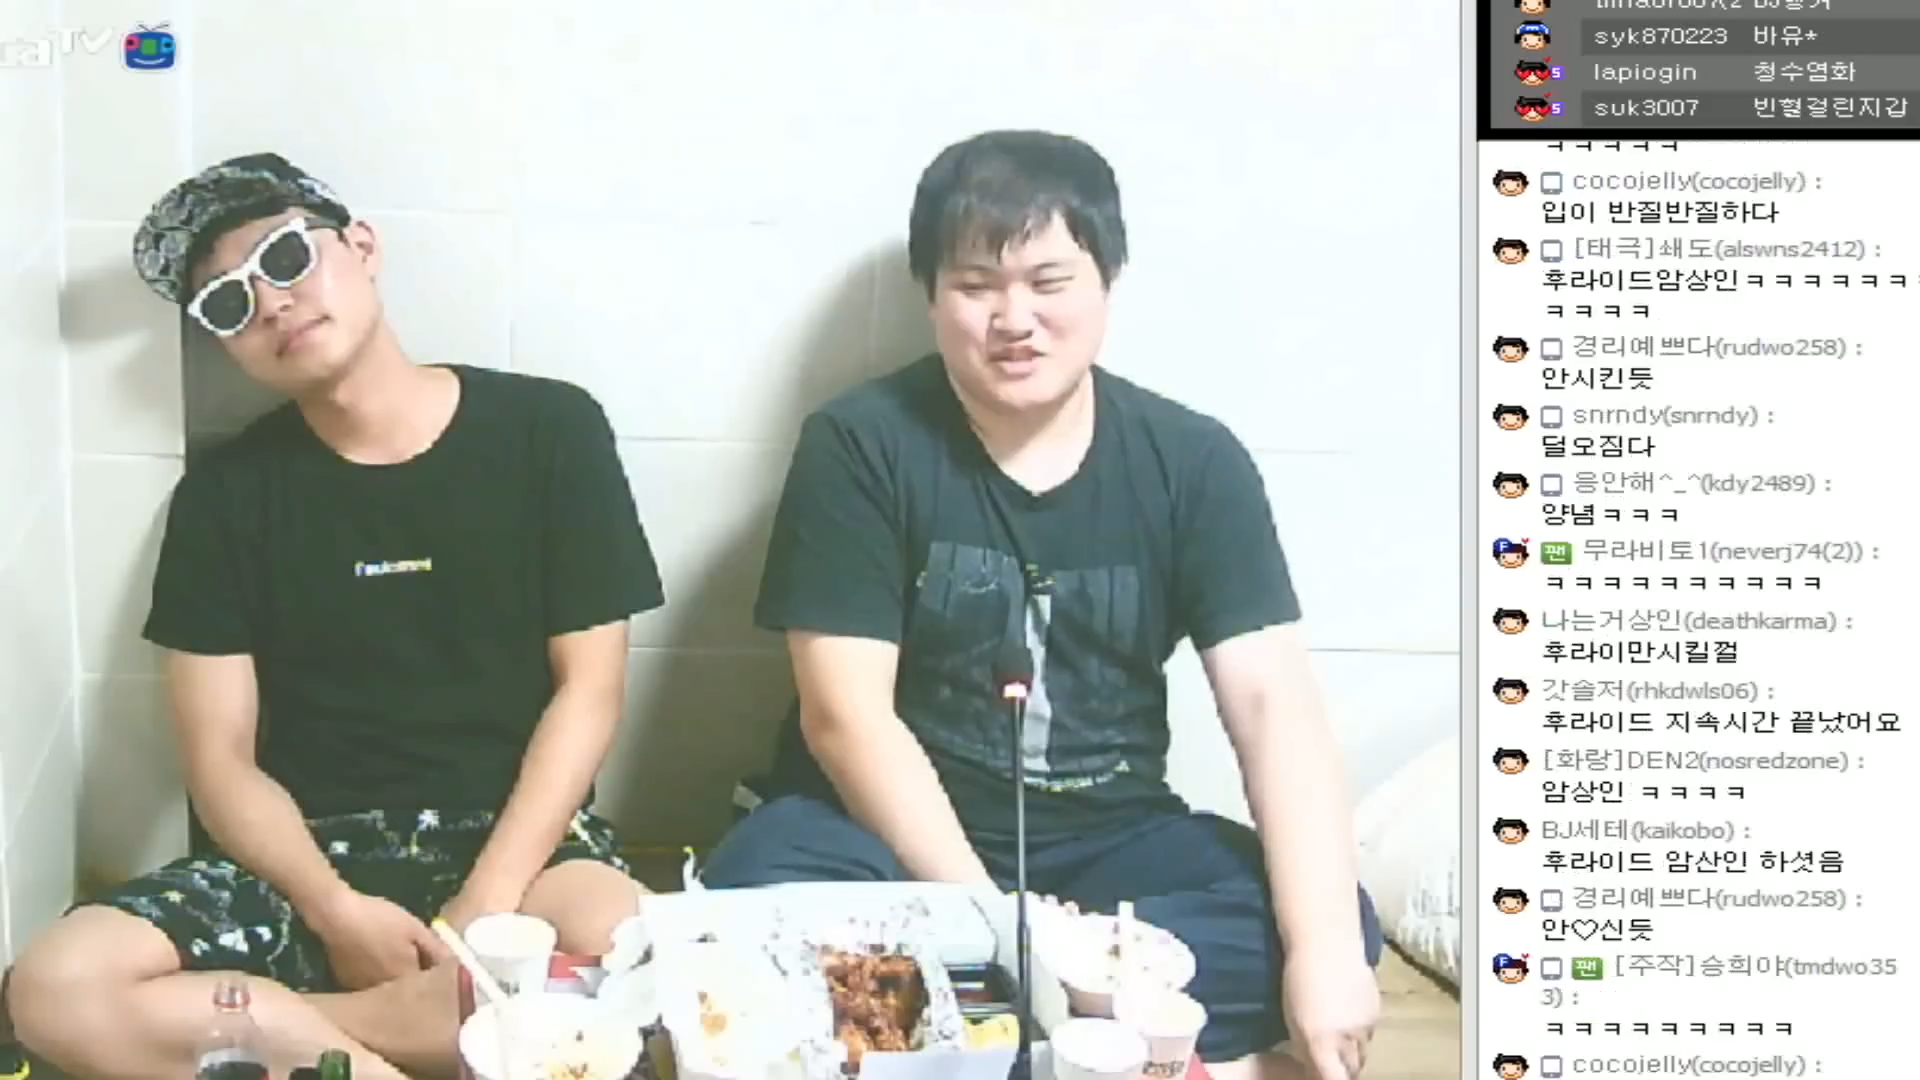 TV
syk870223 바유*
lapiogin 청수염화
suk3007 빈혈걸린지갑
ㅋㅋㅋㅋㅋ
cocojelly(cocojelly) :
입이 반질반질하다
[태극]쇄도(alswns2412) :
후라이드암상인ㅋㅋㅋㅋㅋㅋ
ㅋㅋㅋㅋ
경리예쁘다(rudwo258) :
안시킨듯
snrndy(snrndy) :
덜오짐다
응안해^_^(kdy2489) :
양념ㅋㅋㅋ
팬 무라비토1(neverj74(2)) :
ㅋㅋㅋㅋㅋㅋㅋㅋㅋㅋ
나는거상인(deathkarma) :
후라이만시킬껄
갓솔저(rhkdwls06) :
후라이드 지속시간 끝났어요
[화랑]DEN2(nosredzone) :
암상인 ㅋㅋㅋㅋ
BJ세테(kaikobo) :
후라이드 암산인 하셧음
경리예쁘다(rudwo258) :
안♡신듯
팬 [주작]승희야(tmdwo35
3) :
ㅋㅋㅋㅋㅋㅋㅋㅋㅋ
cocojelly(cocojelly) :